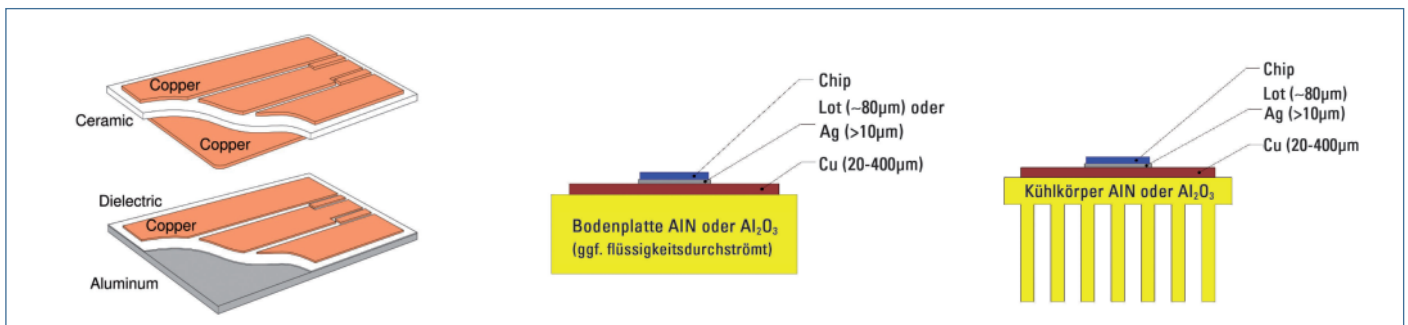 Copper
Ceramic
Copper
Dielectric
Copper
Aluminum
Chip
Lot (~80µm) oder
Ag (>10µm)
Cu (20-400µm)
Bodenplatte AlN oder Al₂O₃
(ggf. flüssigkeitsdurchströmt)
Chip
Lot (~80µm)
Ag (>10µm)
Cu (20-400µm
Kühlkörper AlN oder Al₂O₃